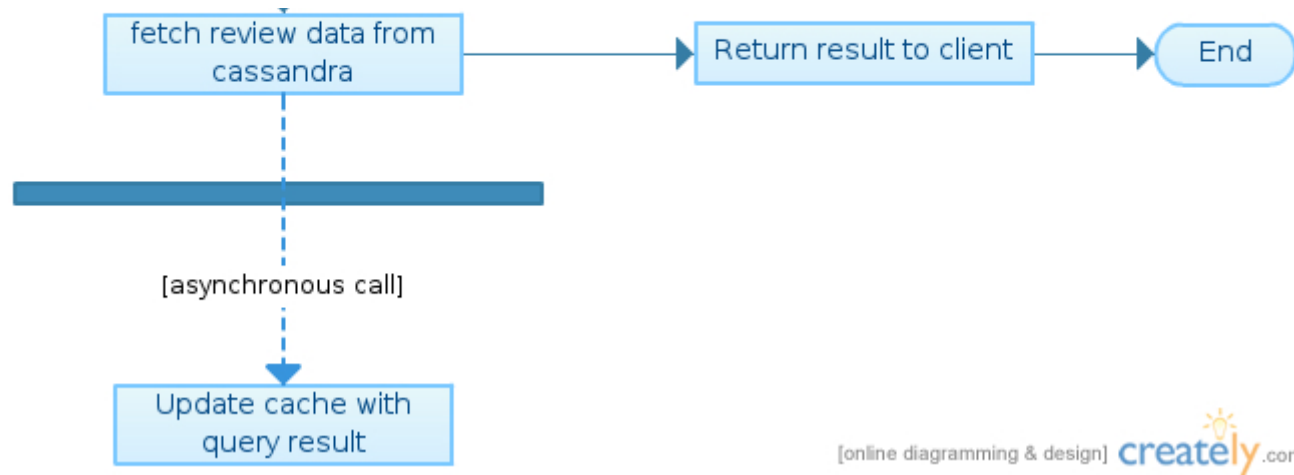 fetch review data from
cassandra
Return result to client
End
[asynchronous call]
Update cache with
query result
[online diagramming & design] creately.com